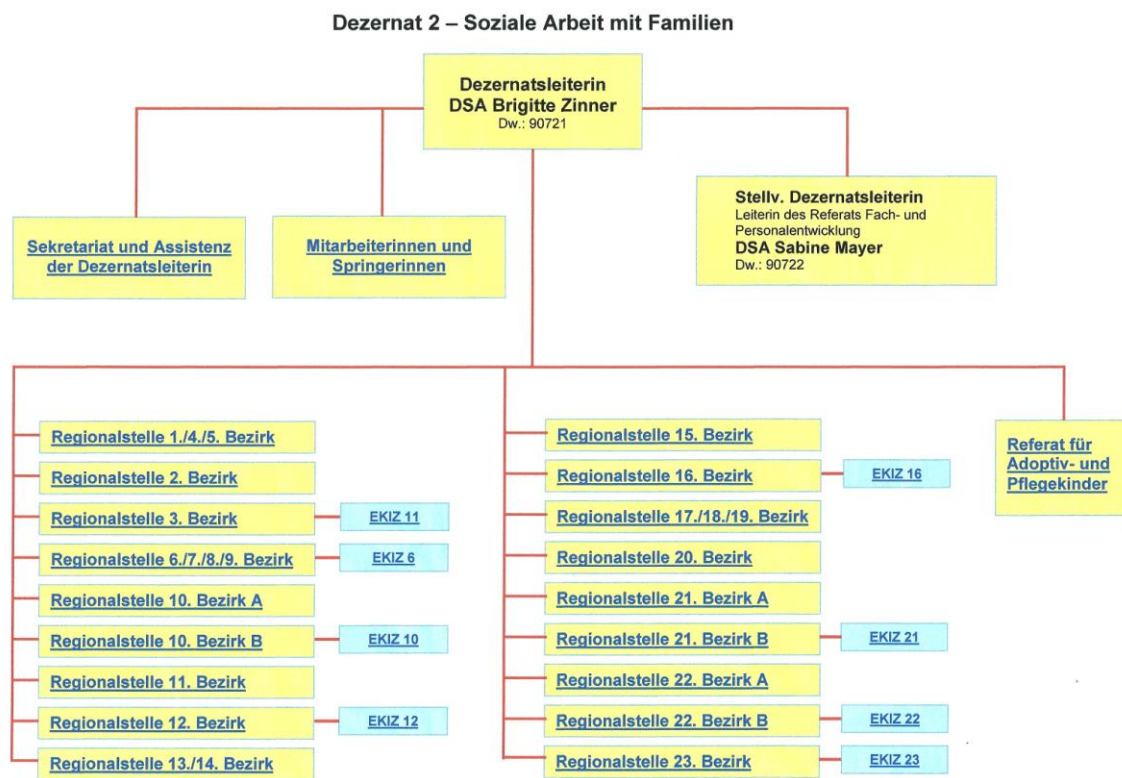 Dezernat 2 – Soziale Arbeit mit Familien
Dezernatsleiterin
DSA Brigitte Zinner
Dw.: 90721
Sekretariat und Assistenz
der Dezernatsleiterin
Mitarbeiterinnen und
Springerinnen
Stellv. Dezernatsleiterin
Leiterin des Referats Fach- und
Personalentwicklung
DSA Sabine Mayer
Dw.: 90722
Regionalstelle 1./4./5. Bezirk
Regionalstelle 2. Bezirk
Regionalstelle 3. Bezirk
EKIZ 11
Regionalstelle 6./7./8./9. Bezirk
EKIZ 6
Regionalstelle 10. Bezirk A
Regionalstelle 10. Bezirk B
EKIZ 10
Regionalstelle 11. Bezirk
Regionalstelle 12. Bezirk
EKIZ 12
Regionalstelle 13./14. Bezirk
Regionalstelle 15. Bezirk
Regionalstelle 16. Bezirk
EKIZ 16
Regionalstelle 17./18./19. Bezirk
Regionalstelle 20. Bezirk
Regionalstelle 21. Bezirk A
Regionalstelle 21. Bezirk B
EKIZ 21
Regionalstelle 22. Bezirk A
Regionalstelle 22. Bezirk B
EKIZ 22
Regionalstelle 23. Bezirk
EKIZ 23
Referat für
Adoptiv- und
Pflegekinder